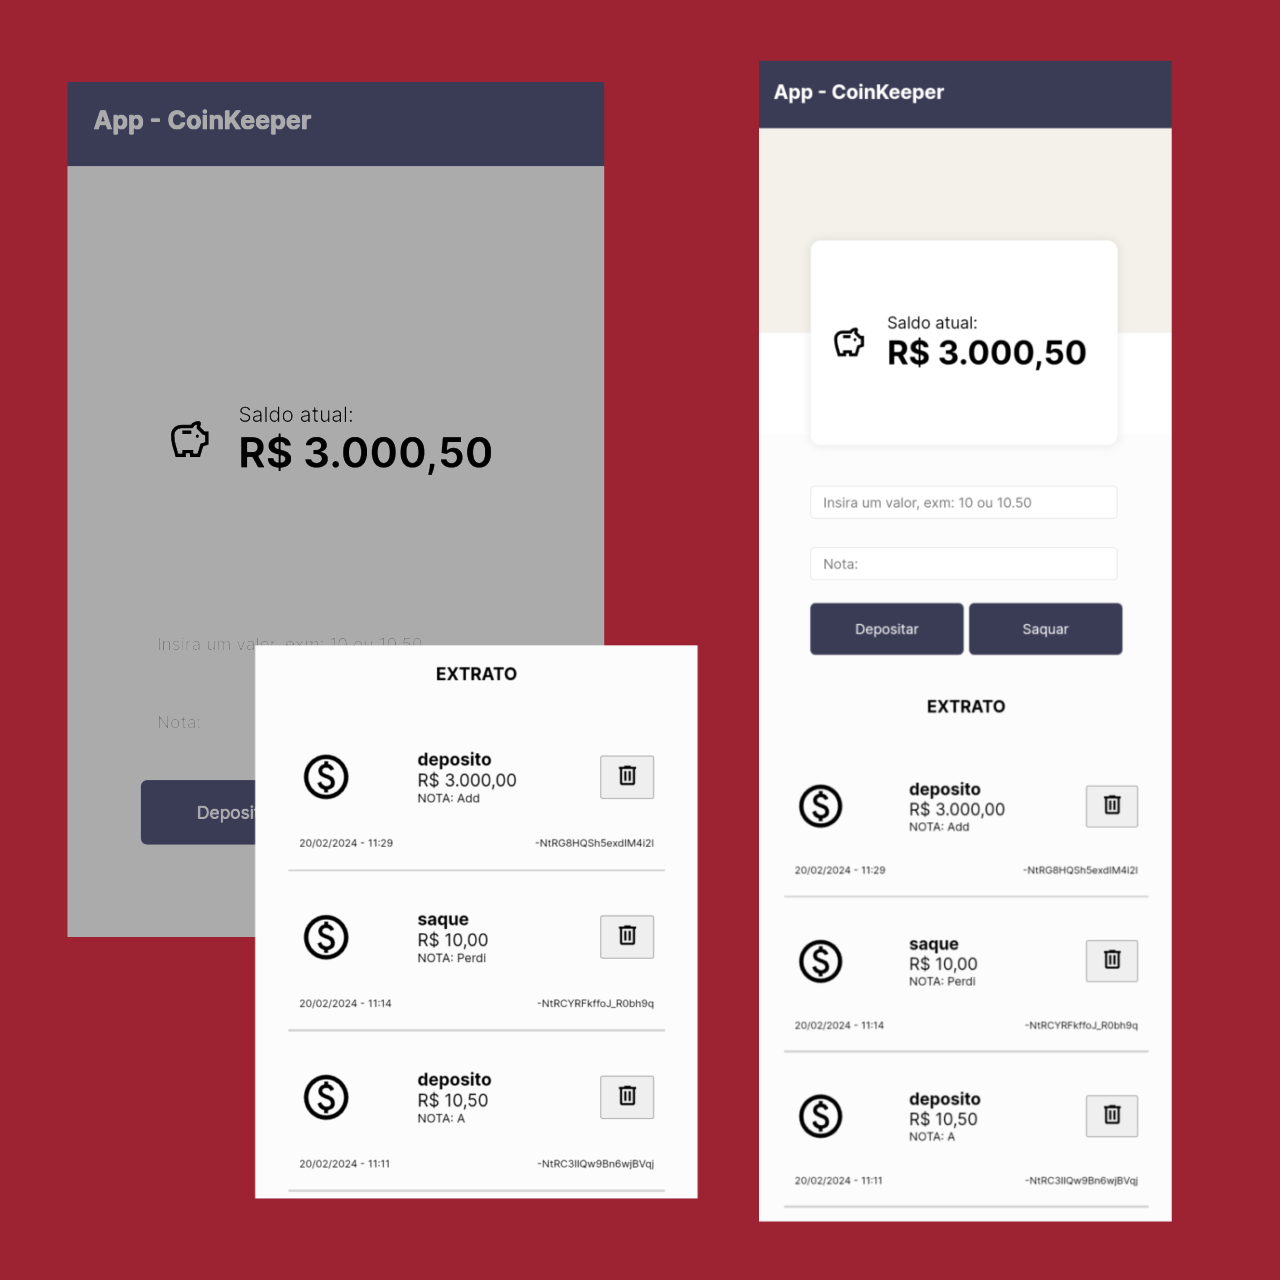 App - CoinKeeper
Saldo atual:
R$ 3.000,50
Insira um valor, exm: 10 ou 10.50
Nota:
EXTRATO
deposito
R$ 3.000,00
NOTA: Add
20/02/2024 - 11:29
-NtRG8HQSh5exdIM4i2I
saque
R$ 10,00
NOTA: Perdi
20/02/2024 - 11:14
-NtRCYRFkffoJ_R0bh9q
deposito
R$ 10,50
NOTA: A
20/02/2024 - 11:11
-NtRC3IIQw9Bn6wjBVqj
App - CoinKeeper
Saldo atual:
R$ 3.000,50
Insira um valor, exm: 10 ou 10.50
Nota:
Depositar
Saquar
EXTRATO
deposito
R$ 3.000,00
NOTA: Add
20/02/2024 - 11:29
-NtRG8HQSh5exdIM4i2I
saque
R$ 10,00
NOTA: Perdi
20/02/2024 - 11:14
-NtRCYRFkffoJ_R0bh9q
deposito
R$ 10,50
NOTA: A
20/02/2024 - 11:11
-NtRC3IIQw9Bn6wjBVqj